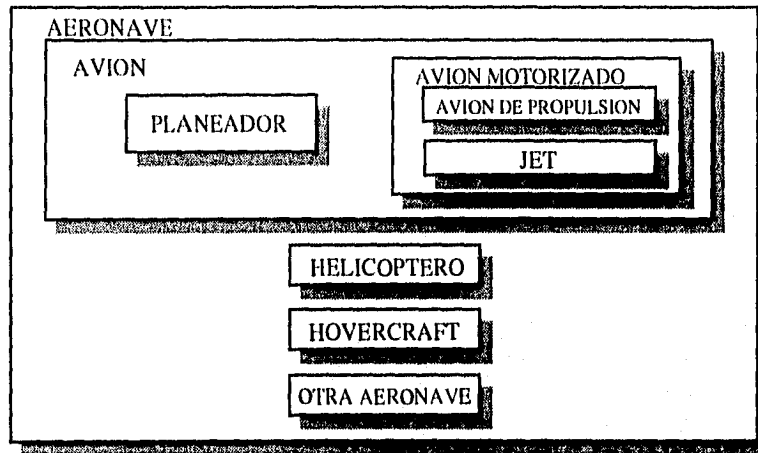 AERONAVE
AVION
PLANEADOR
AVION MOTORIZADO
AVION DE PROPULSION
JET
HELICOPTERO
HOVERCRAFT
OTRA AERONAVE